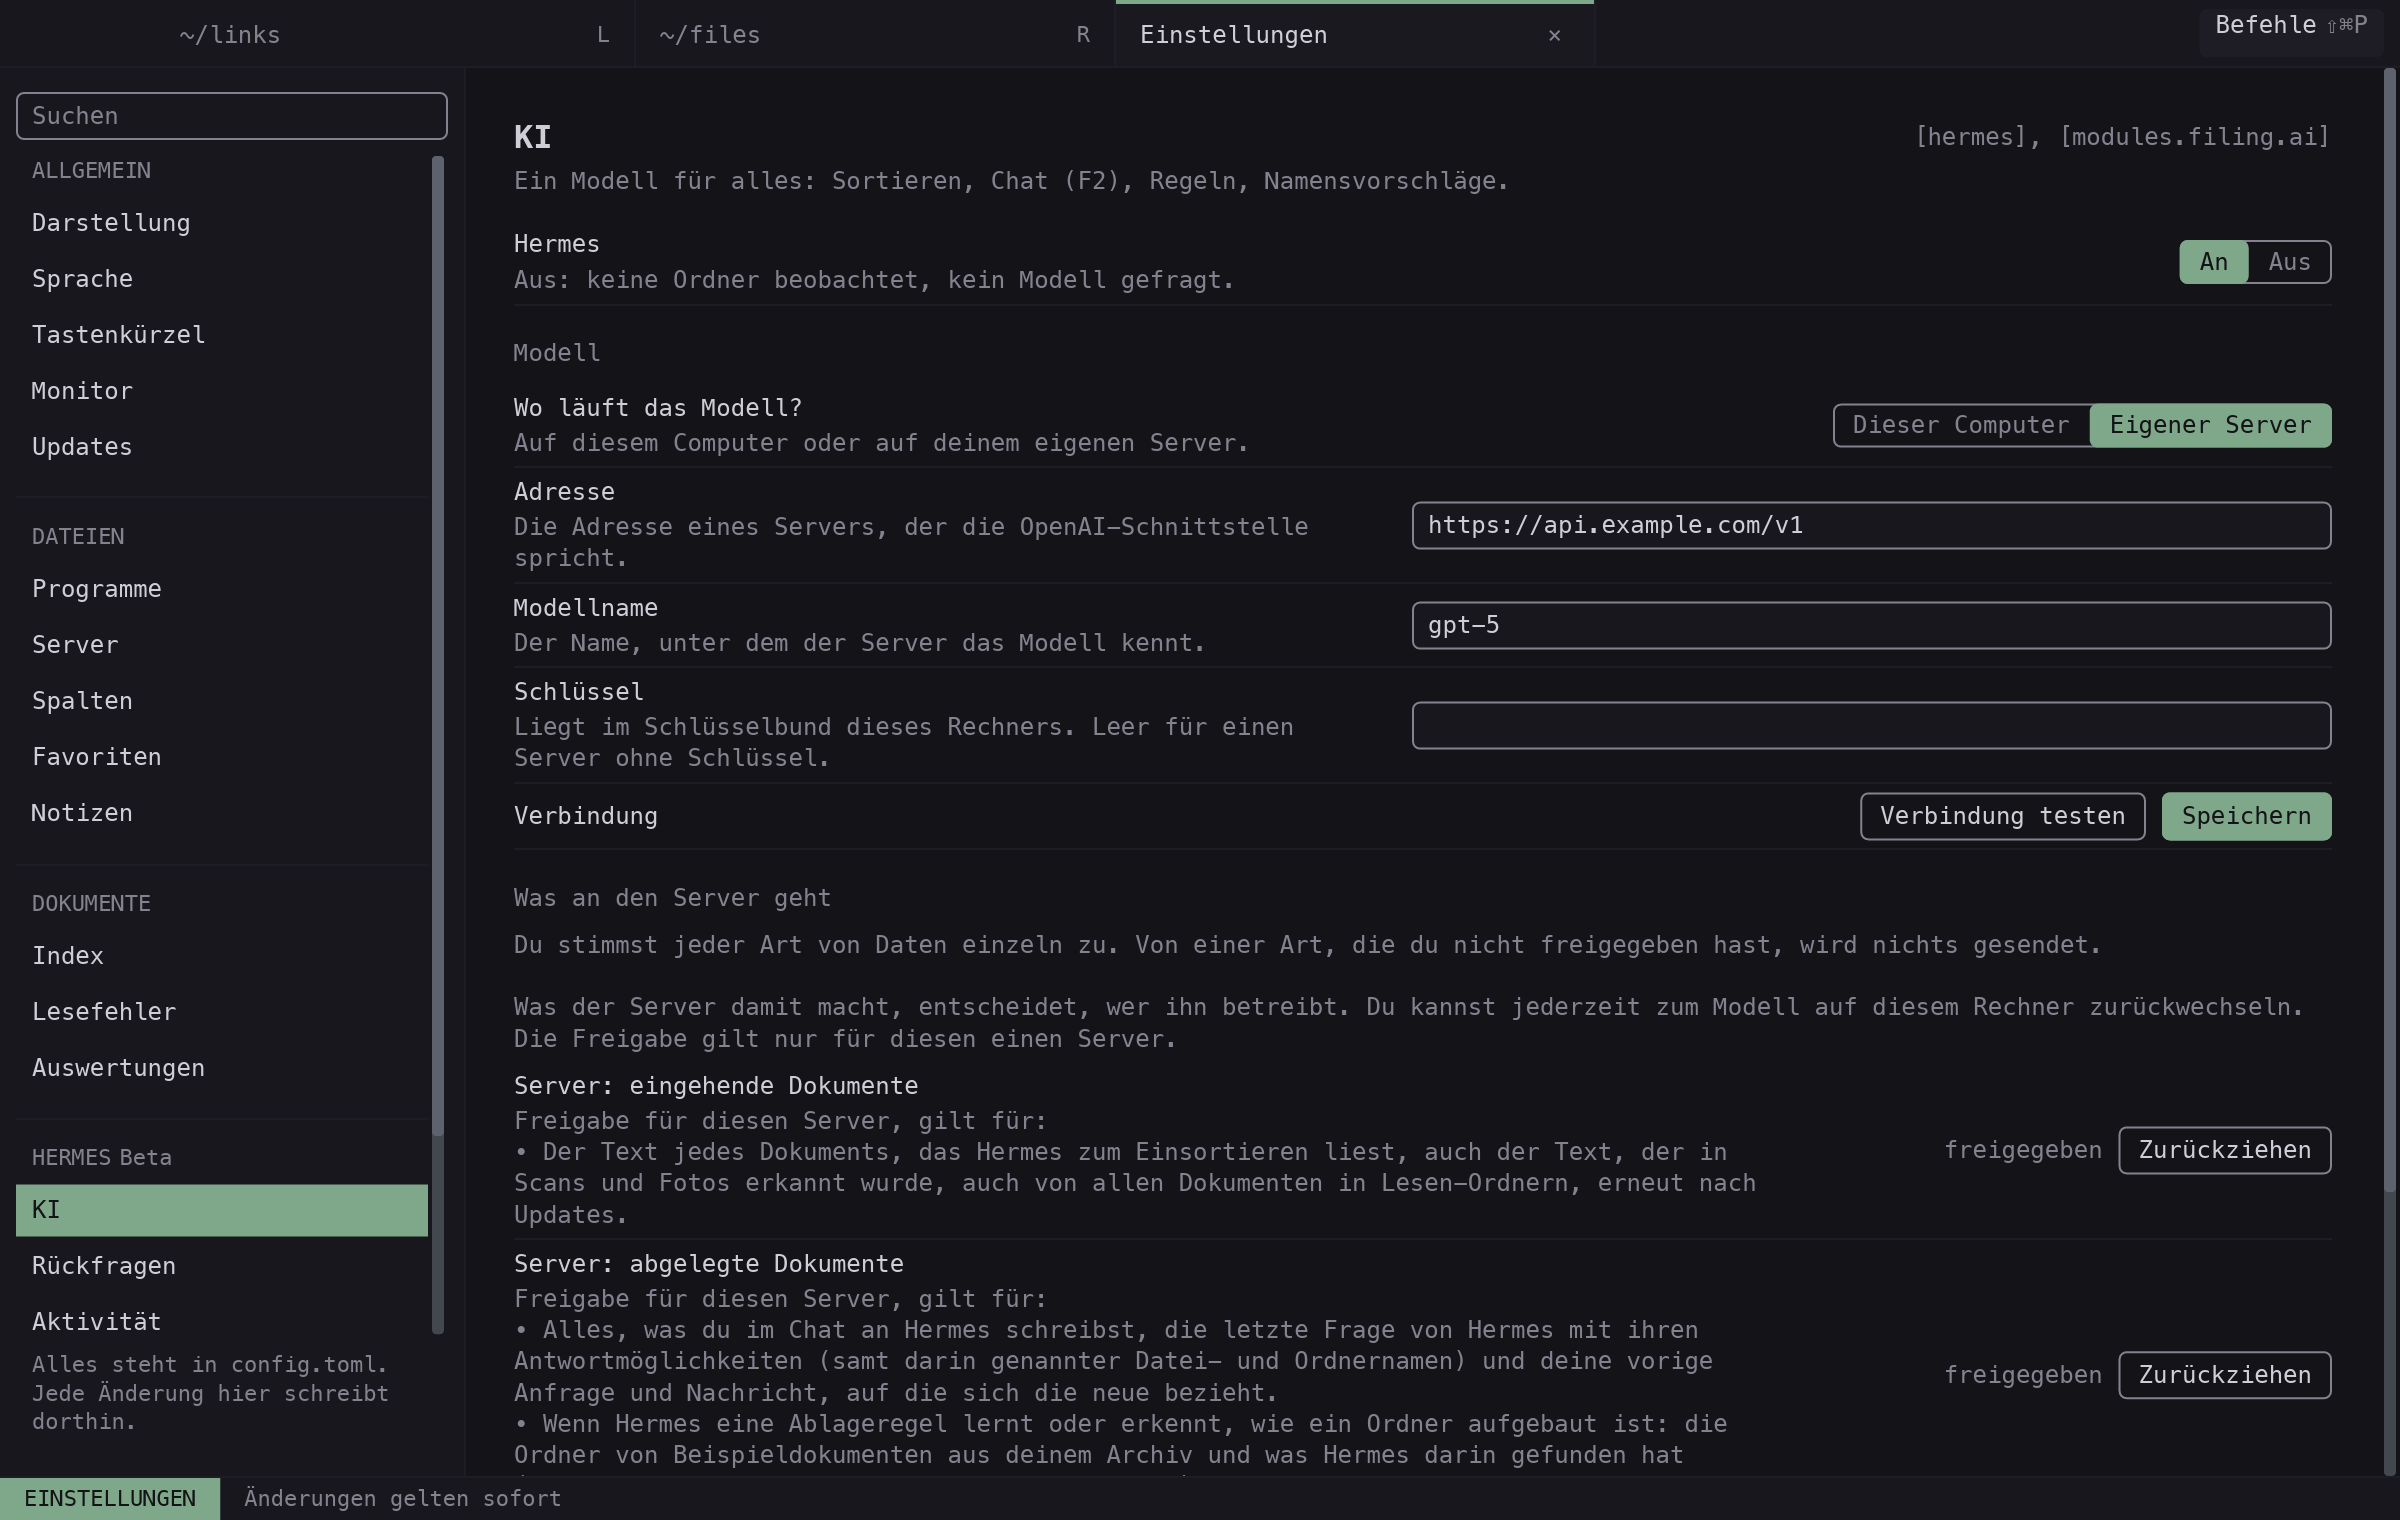 ~/links L ~/files R Einstellungen × Befehle ⇧⌘P
Suchen
ALLGEMEIN
Darstellung
Sprache
Tastenkürzel
Monitor
Updates
DATEIEN
Programme
Server
Spalten
Favoriten
Notizen
DOKUMENTE
Index
Lesefehler
Auswertungen
HERMES Beta
KI
Rückfragen
Aktivität
Alles steht in config.toml.
Jede Änderung hier schreibt
dorthin.
KI [hermes], [modules.filing.ai]
Ein Modell für alles: Sortieren, Chat (F2), Regeln, Namensvorschläge.
Hermes
Aus: keine Ordner beobachtet, kein Modell gefragt.
An Aus
Modell
Wo läuft das Modell?
Auf diesem Computer oder auf deinem eigenen Server.
Dieser Computer Eigener Server
Adresse
Die Adresse eines Servers, der die OpenAI-Schnittstelle
spricht.
https://api.example.com/v1
Modellname
Der Name, unter dem der Server das Modell kennt.
gpt-5
Schlüssel
Liegt im Schlüsselbund dieses Rechners. Leer für einen
Server ohne Schlüssel.
Verbindung Verbindung testen Speichern
Was an den Server geht
Du stimmst jeder Art von Daten einzeln zu. Von einer Art, die du nicht freigegeben hast, wird nichts gesendet.
Was der Server damit macht, entscheidet, wer ihn betreibt. Du kannst jederzeit zum Modell auf diesem Rechner zurückwechseln.
Die Freigabe gilt nur für diesen einen Server.
Server: eingehende Dokumente
Freigabe für diesen Server, gilt für:
• Der Text jedes Dokuments, das Hermes zum Einsortieren liest, auch der Text, der in
Scans und Fotos erkannt wurde, auch von allen Dokumenten in Lesen-Ordnern, erneut nach
Updates.
freigegeben Zurückziehen
Server: abgelegte Dokumente
Freigabe für diesen Server, gilt für:
• Alles, was du im Chat an Hermes schreibst, die letzte Frage von Hermes mit ihren
Antwortmöglichkeiten (samt darin genannter Datei- und Ordnernamen) und deine vorige
Anfrage und Nachricht, auf die sich die neue bezieht.
• Wenn Hermes eine Ablageregel lernt oder erkennt, wie ein Ordner aufgebaut ist: die
Ordner von Beispieldokumenten aus deinem Archiv und was Hermes darin gefunden hat
freigegeben Zurückziehen
EINSTELLUNGEN Änderungen gelten sofort